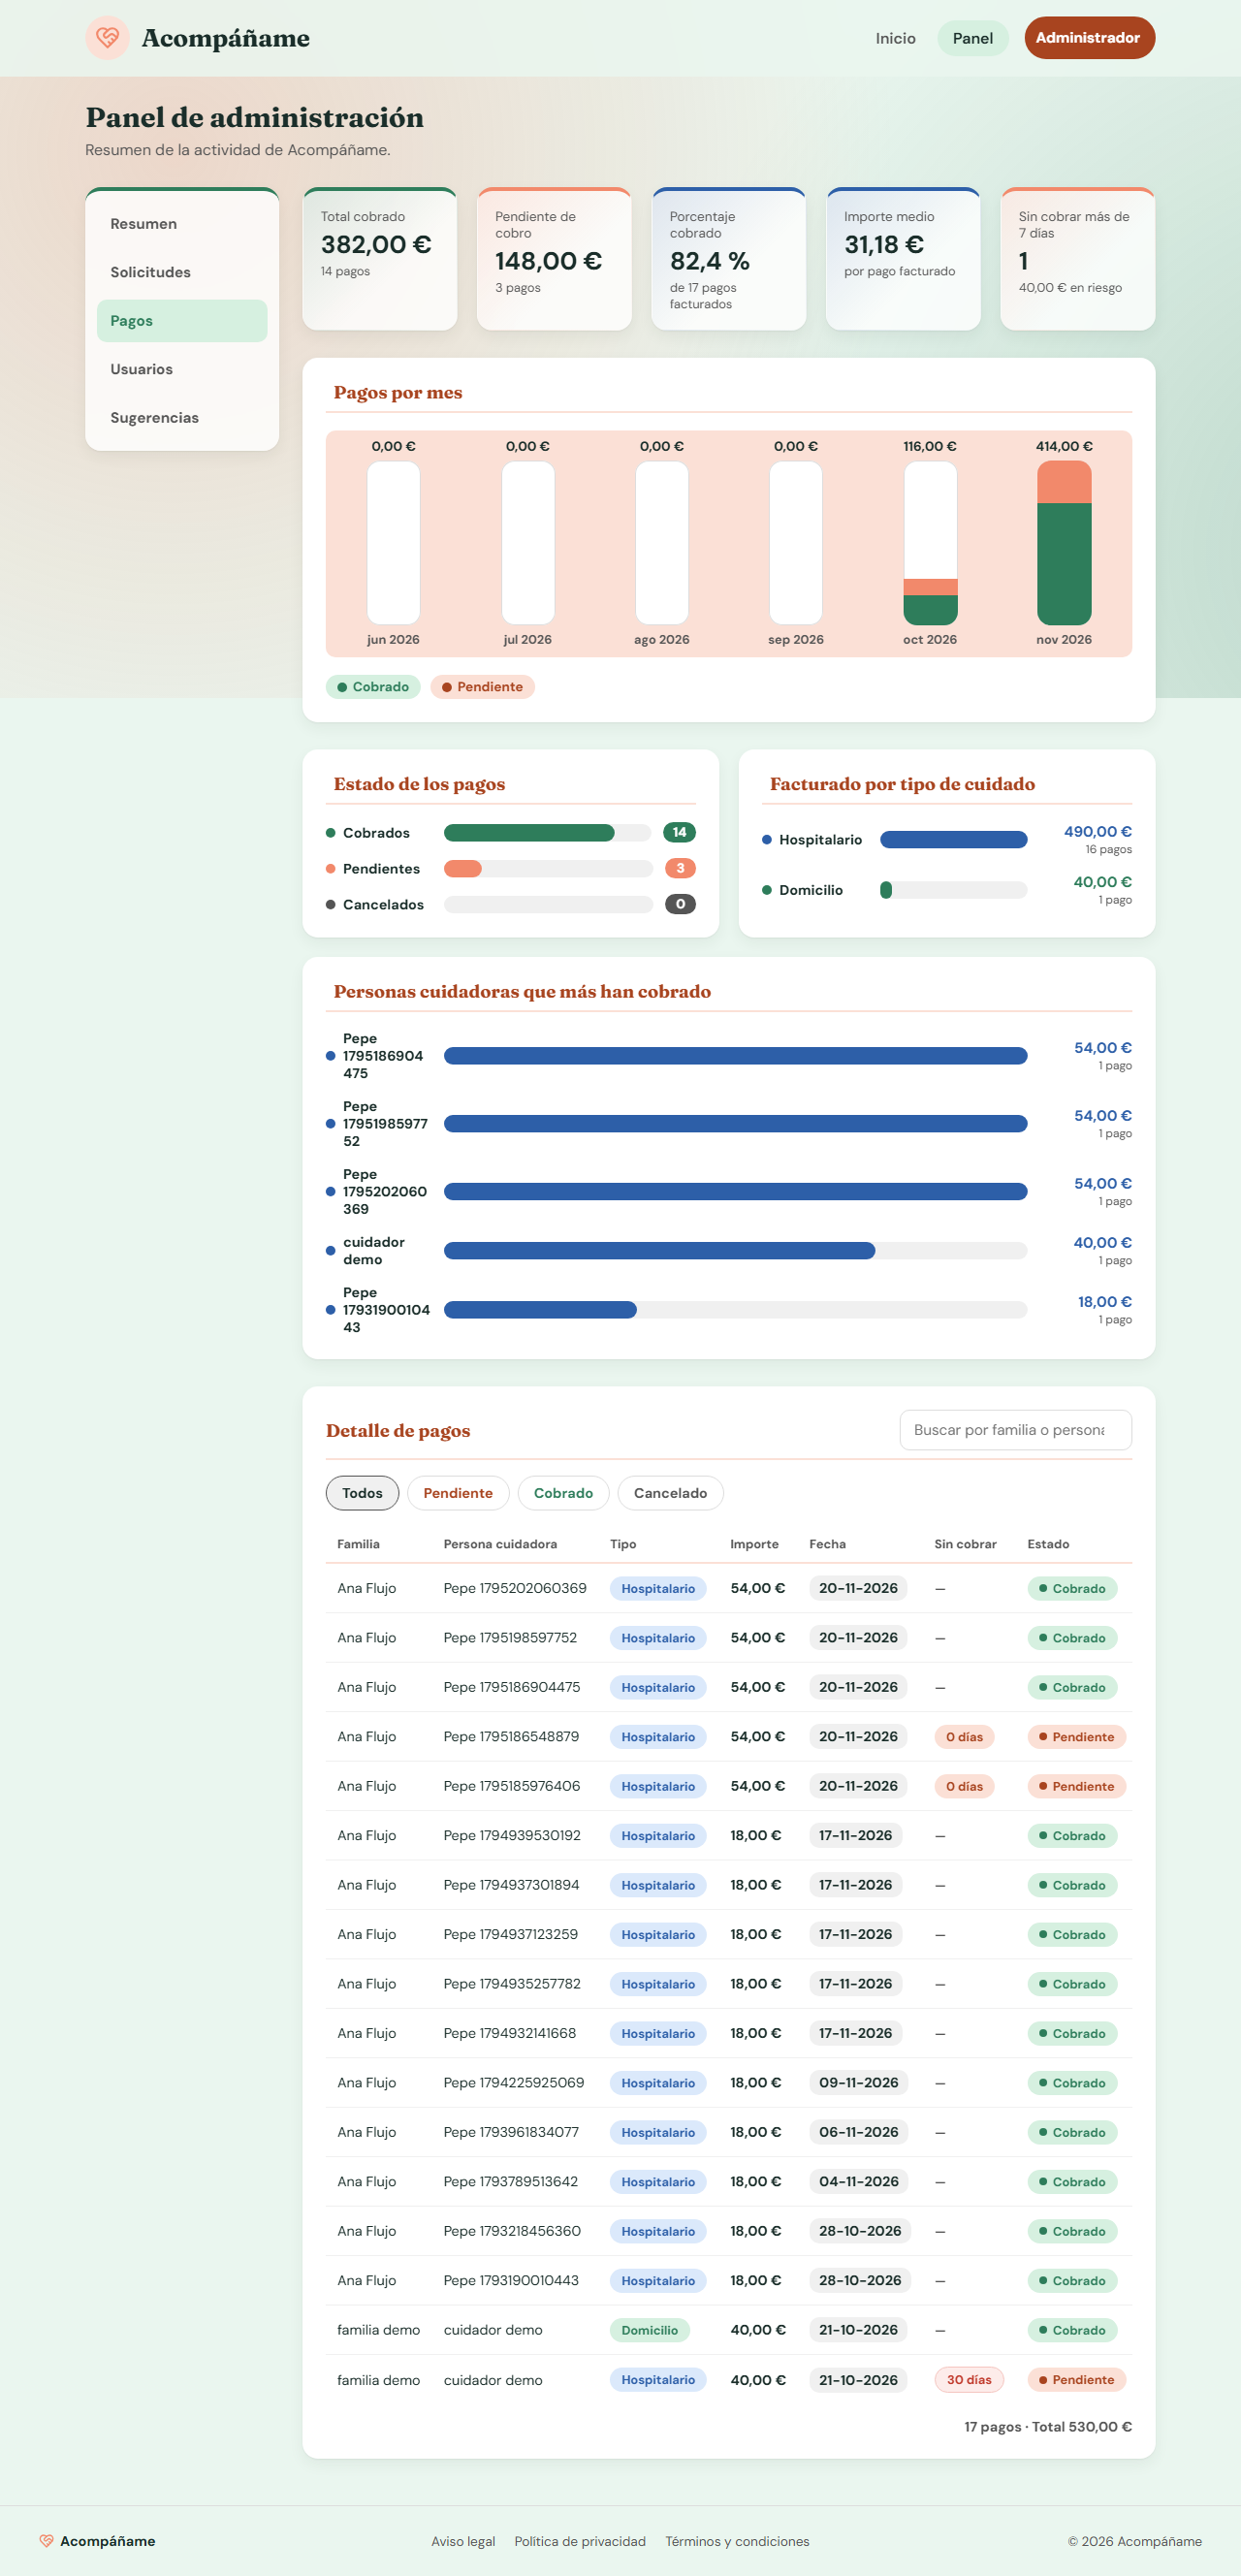 Acompáñame
Inicio
Panel
Administrador
Panel de administración
Resumen de la actividad de Acompáñame.
Resumen
Solicitudes
Pagos
Usuarios
Sugerencias
Total cobrado
382,00 €
14 pagos
Pendiente de
cobro
148,00 €
3 pagos
Porcentaje
cobrado
82,4 %
de 17 pagos
facturados
Importe medio
31,18 €
por pago facturado
Sin cobrar más de
7 días
1
40,00 € en riesgo
Pagos por mes
0,00 € 0,00 € 0,00 € 0,00 € 116,00 € 414,00 €
jun 2026 jul 2026 ago 2026 sep 2026 oct 2026 nov 2026
Cobrado Pendiente
Estado de los pagos
Cobrados 14
Pendientes 3
Cancelados 0
Facturado por tipo de cuidado
Hospitalario 490,00 €
16 pagos
Domicilio 40,00 €
1 pago
Personas cuidadoras que más han cobrado
Pepe
1795186904
475
54,00 €
1 pago
Pepe
17951985977
52
54,00 €
1 pago
Pepe
1795202060
369
54,00 €
1 pago
cuidador
demo
40,00 €
1 pago
Pepe
17931900104
43
18,00 €
1 pago
Detalle de pagos
Buscar por familia o persona
Todos Pendiente Cobrado Cancelado
Familia Persona cuidadora Tipo Importe Fecha Sin cobrar Estado
Ana Flujo Pepe 1795202060369 Hospitalario 54,00 € 20-11-2026 — Cobrado
Ana Flujo Pepe 1795198597752 Hospitalario 54,00 € 20-11-2026 — Cobrado
Ana Flujo Pepe 1795186904475 Hospitalario 54,00 € 20-11-2026 — Cobrado
Ana Flujo Pepe 1795186548879 Hospitalario 54,00 € 20-11-2026 0 días Pendiente
Ana Flujo Pepe 1795185976406 Hospitalario 54,00 € 20-11-2026 0 días Pendiente
Ana Flujo Pepe 1794939530192 Hospitalario 18,00 € 17-11-2026 — Cobrado
Ana Flujo Pepe 1794937301894 Hospitalario 18,00 € 17-11-2026 — Cobrado
Ana Flujo Pepe 1794937123259 Hospitalario 18,00 € 17-11-2026 — Cobrado
Ana Flujo Pepe 1794935257782 Hospitalario 18,00 € 17-11-2026 — Cobrado
Ana Flujo Pepe 1794932141668 Hospitalario 18,00 € 17-11-2026 — Cobrado
Ana Flujo Pepe 1794225925069 Hospitalario 18,00 € 09-11-2026 — Cobrado
Ana Flujo Pepe 1793961834077 Hospitalario 18,00 € 06-11-2026 — Cobrado
Ana Flujo Pepe 1793789513642 Hospitalario 18,00 € 04-11-2026 — Cobrado
Ana Flujo Pepe 1793218456360 Hospitalario 18,00 € 28-10-2026 — Cobrado
Ana Flujo Pepe 1793190010443 Hospitalario 18,00 € 28-10-2026 — Cobrado
familia demo cuidador demo Domicilio 40,00 € 21-10-2026 — Cobrado
familia demo cuidador demo Hospitalario 40,00 € 21-10-2026 30 días Pendiente
17 pagos · Total 530,00 €
Acompáñame
Aviso legal Política de privacidad Términos y condiciones
© 2026 Acompáñame